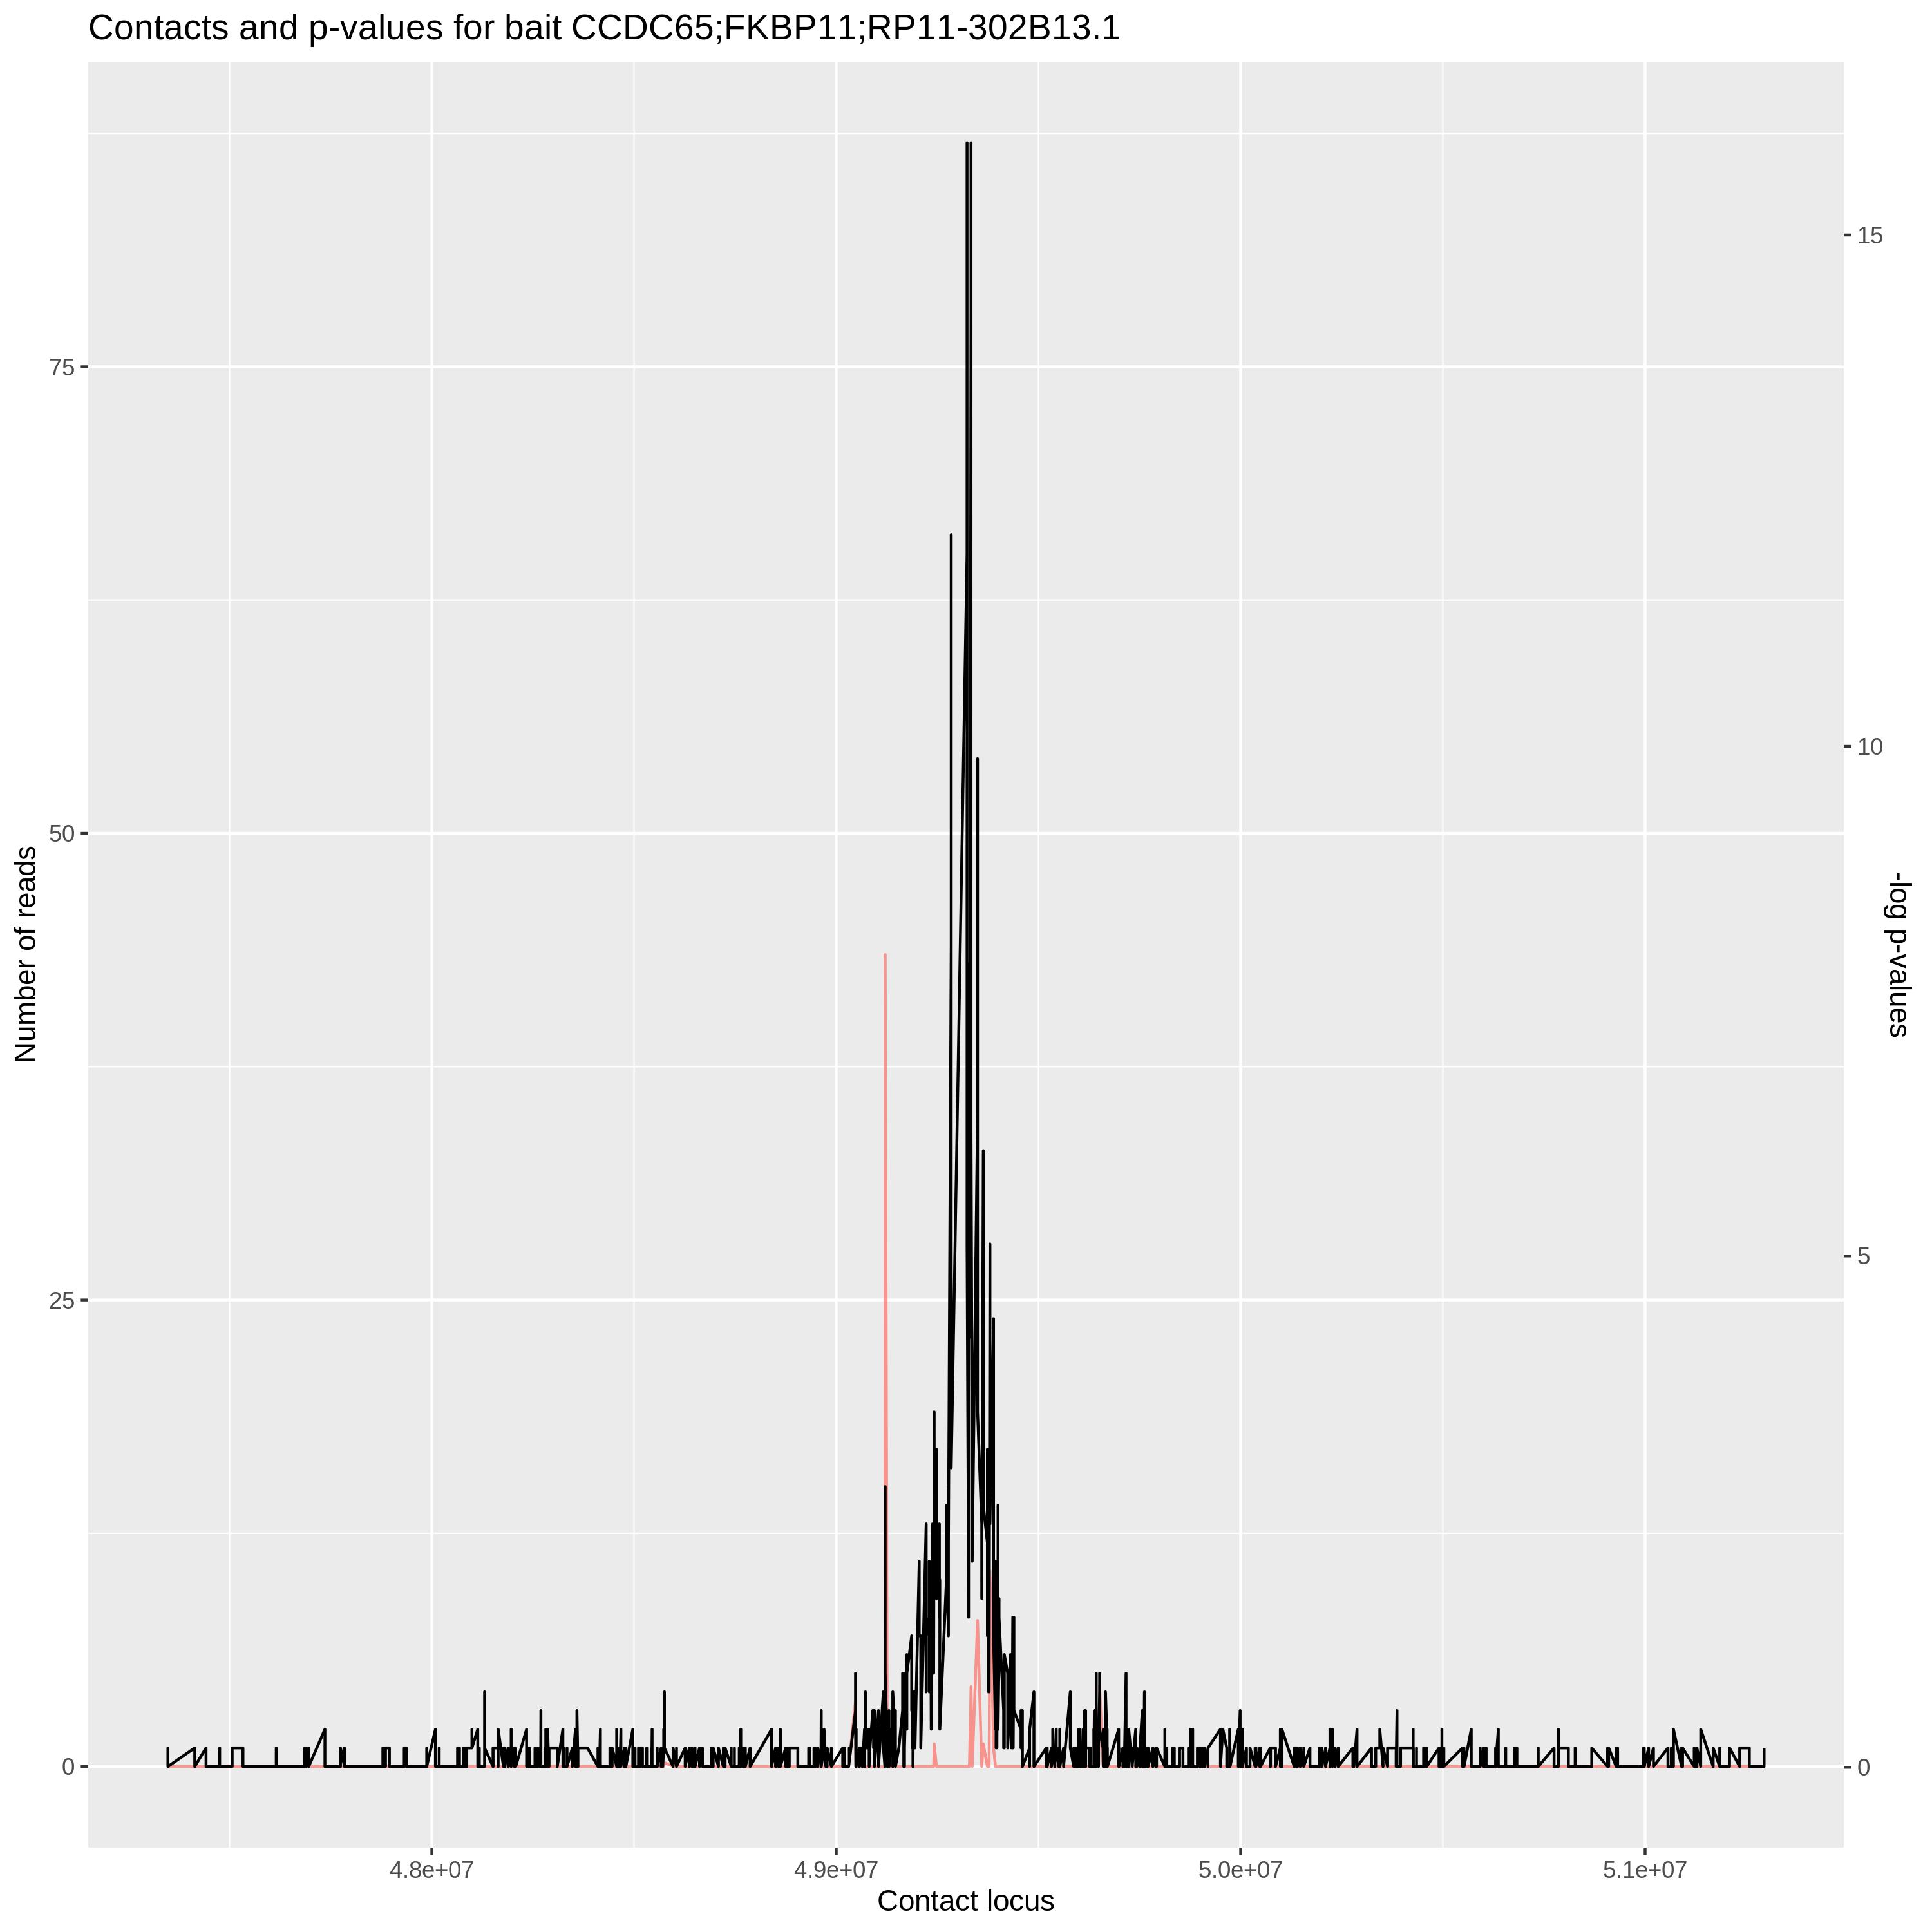 Contacts and p-values for bait CCDC65;FKBP11;RP11-302B13.1
15
75
10
50
Number of reads
-log p-values
5
25
0
0
4.8e+07
4.9e+07
5.0e+07
5.1e+07
Contact locus